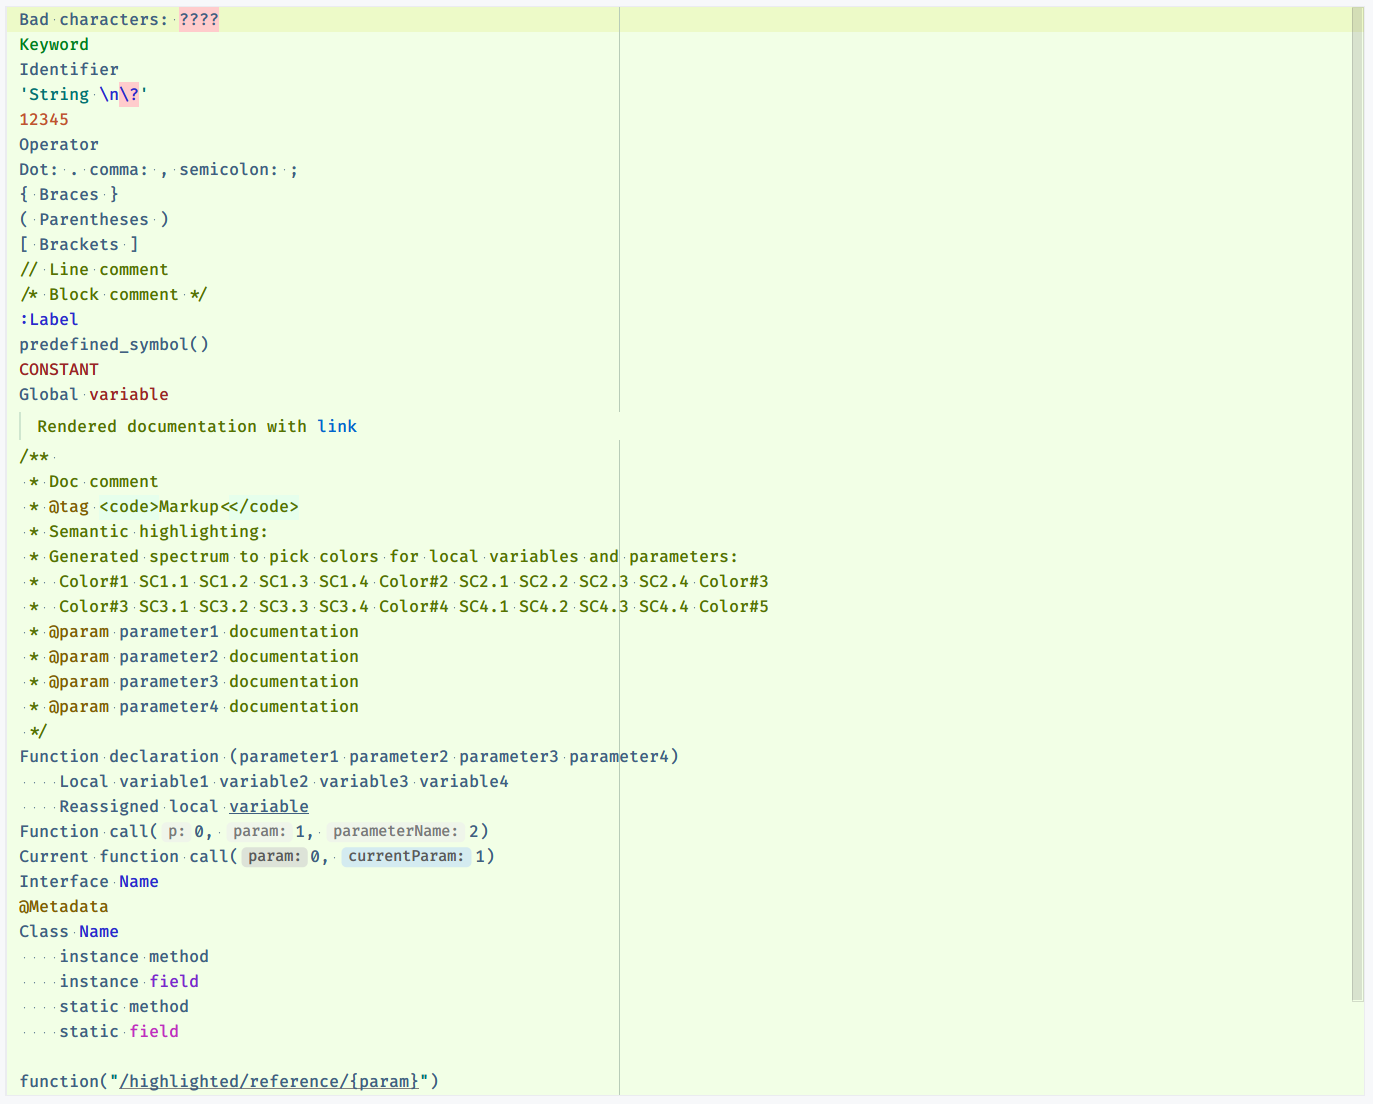 Bad characters: ????
Keyword
Identifier
'String \n\?'
12345
Operator
Dot: . comma: , semicolon: ;
{ Braces }
( Parentheses )
[ Brackets ]
// Line comment
/* Block comment */
:Label
predefined_symbol()
CONSTANT
Global variable
Rendered documentation with link
/**
 * Doc comment
 * @tag <code>Markup<</code>
 * Semantic highlighting:
 * Generated spectrum to pick colors for local variables and parameters:
 *  Color#1 SC1.1 SC1.2 SC1.3 SC1.4 Color#2 SC2.1 SC2.2 SC2.3 SC2.4 Color#3
 *  Color#3 SC3.1 SC3.2 SC3.3 SC3.4 Color#4 SC4.1 SC4.2 SC4.3 SC4.4 Color#5
 * @param parameter1 documentation
 * @param parameter2 documentation
 * @param parameter3 documentation
 * @param parameter4 documentation
 */
Function declaration (parameter1 parameter2 parameter3 parameter4)
    Local variable1 variable2 variable3 variable4
    Reassigned local variable
Function call( p: 0, param: 1, parameterName: 2)
Current function call( param: 0, currentParam: 1)
Interface Name
@Metadata
Class Name
    instance method
    instance field
    static method
    static field
function("/highlighted/reference/{param}")